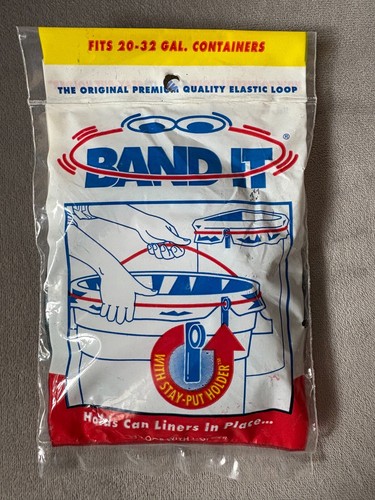 FITS 20-32 GAL. CONTAINERS
THE ORIGINAL PREMIUM QUALITY ELASTIC LOOP
BAND IT®
WITH STAY-PUT HOLDER™
Holds Can Liners In Place...